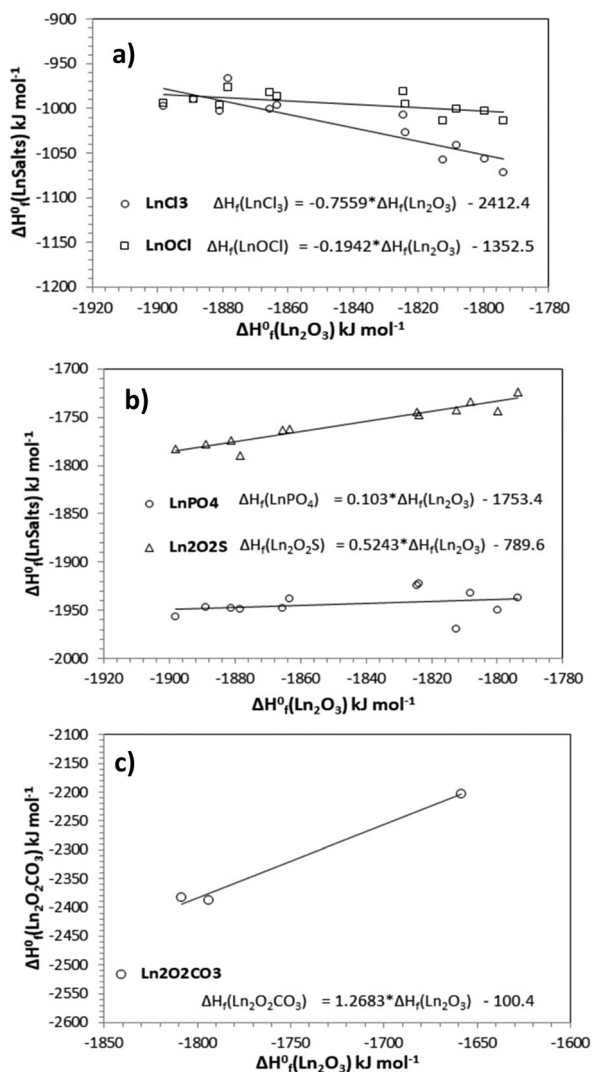 a)
ΔH⁰f(LnSalts) kJ mol⁻¹
-900
-950
-1000
-1050
-1100
-1150
-1200
LnCl3 ΔHf(LnCl₃) = -0.7559*ΔHf(Ln₂O₃) - 2412.4
LnOCl ΔHf(LnOCl) = -0.1942*ΔHf(Ln₂O₃) - 1352.5
-1920 -1900 -1880 -1860 -1840 -1820 -1800 -1780
ΔH⁰f(Ln₂O₃) kJ mol⁻¹
b)
ΔH⁰f(LnSalts) kJ mol⁻¹
-1700
-1750
-1800
-1850
-1900
-1950
-2000
LnPO4 ΔHf(LnPO₄) = 0.103*ΔHf(Ln₂O₃) - 1753.4
Ln2O2S ΔHf(Ln₂O₂S) = 0.5243*ΔHf(Ln₂O₃) - 789.6
-1920 -1900 -1880 -1860 -1840 -1820 -1800 -1780
ΔH⁰f(Ln₂O₃) kJ mol⁻¹
c)
ΔH⁰f(Ln₂O₂CO₃) kJ mol⁻¹
-2100
-2200
-2300
-2400
-2500
-2600
Ln2O2CO3
ΔHf(Ln₂O₂CO₃) = 1.2683*ΔHf(Ln₂O₃) - 100.4
-1850 -1800 -1750 -1700 -1650 -1600
ΔH⁰f(Ln₂O₃) kJ mol⁻¹